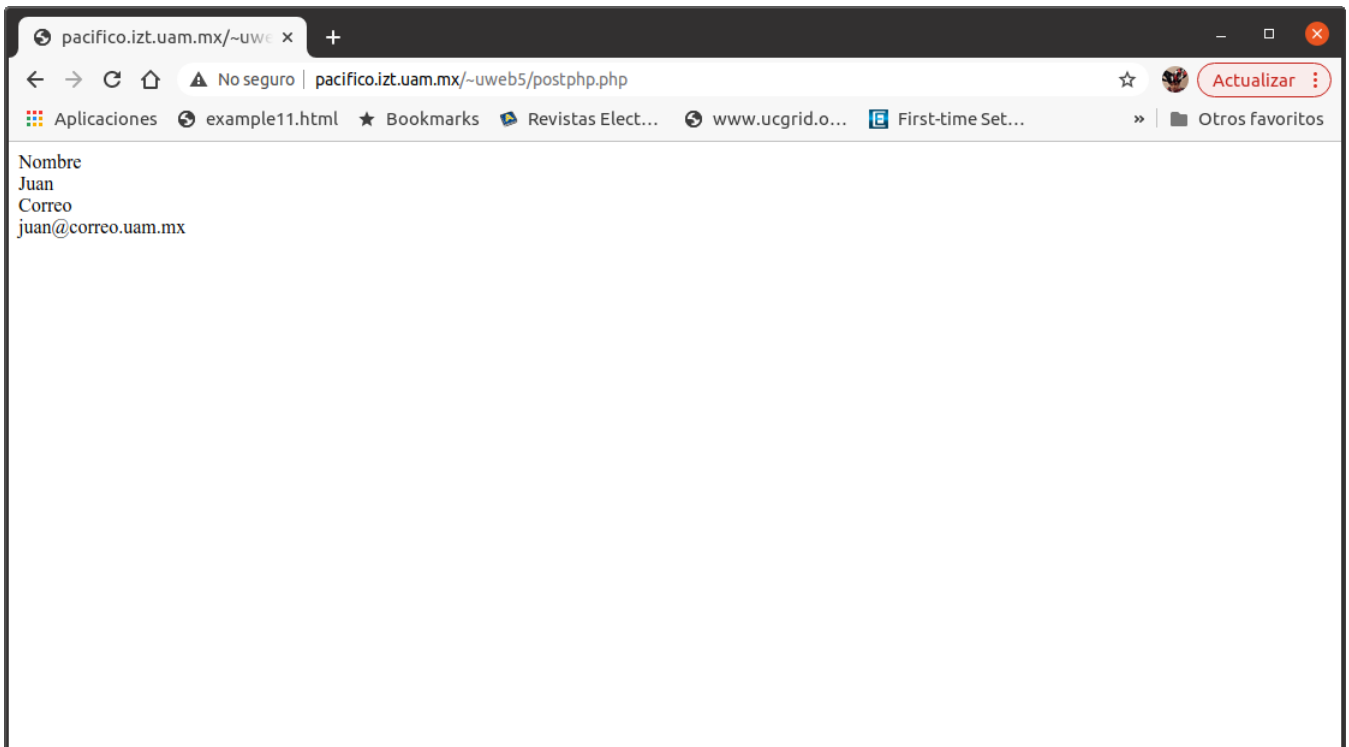 pacifico.izt.uam.mx/~uwe
No seguro | pacifico.izt.uam.mx/~uweb5/postphp.php Actualizar
Aplicaciones example11.html Bookmarks Revistas Elect... www.ucgrid.o... First-time Set... » Otros favoritos
Nombre
Juan
Correo
juan@correo.uam.mx